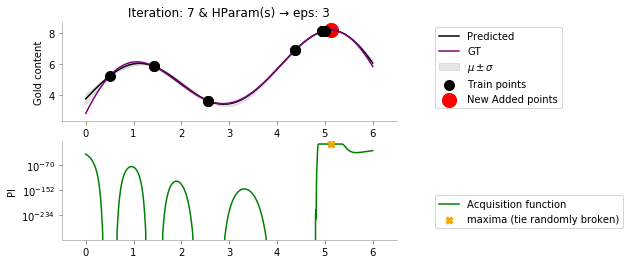 Iteration: 7 & HParam(s) → eps: 3
Gold content
8
6
4
0 1 2 3 4 5 6
Predicted
GT
μ ± σ
Train points
New Added points
PI
10⁻⁷⁰
10⁻¹⁵²
10⁻²³⁴
0 1 2 3 4 5 6
Acquisition function
maxima (tie randomly broken)